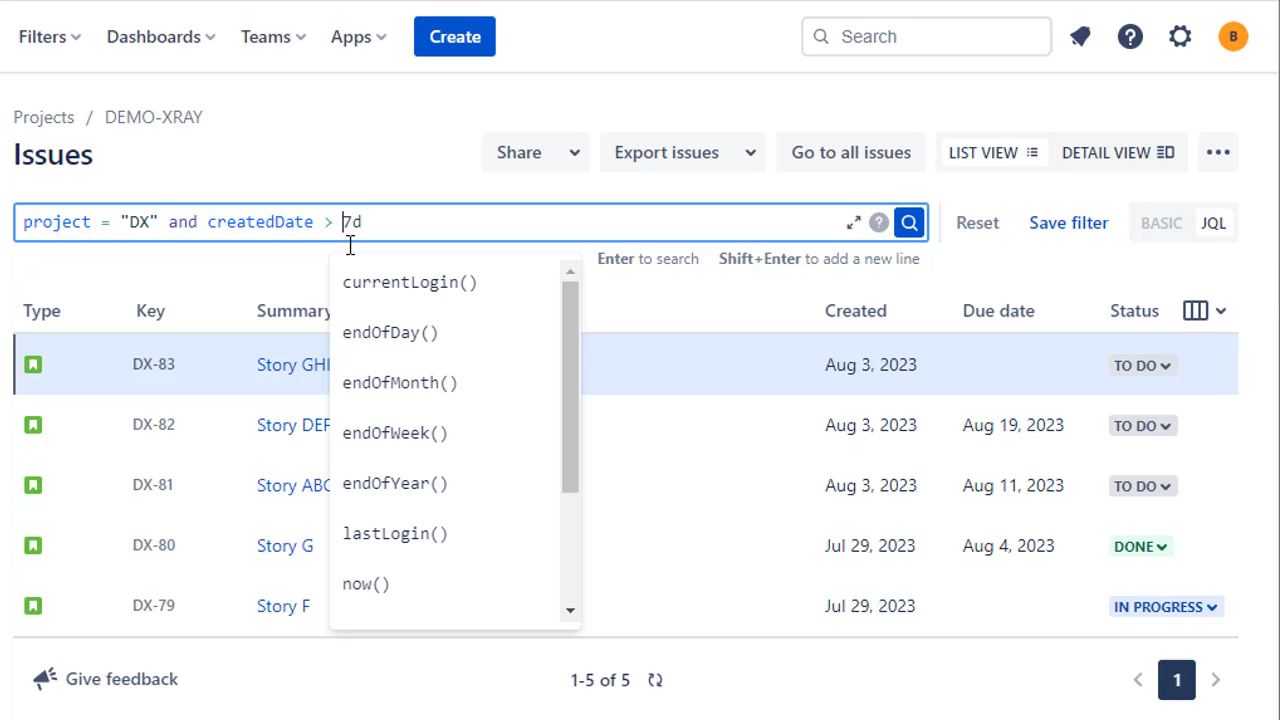 Filters Dashboards Teams Apps Create Search B
Projects / DEMO-XRAY
Issues Share Export issues Go to all issues LIST VIEW DETAIL VIEW
project = "DX" and createdDate > 7d Reset Save filter BASIC JQL
Enter to search Shift+Enter to add a new line
currentLogin()
endOfDay()
endOfMonth()
endOfWeek()
endOfYear()
lastLogin()
now()
Type Key Summary Created Due date Status
DX-83 Story GHI Aug 3, 2023 TO DO
DX-82 Story DEF Aug 3, 2023 Aug 19, 2023 TO DO
DX-81 Story ABC Aug 3, 2023 Aug 11, 2023 TO DO
DX-80 Story G Jul 29, 2023 Aug 4, 2023 DONE
DX-79 Story F Jul 29, 2023 IN PROGRESS
Give feedback 1-5 of 5 1